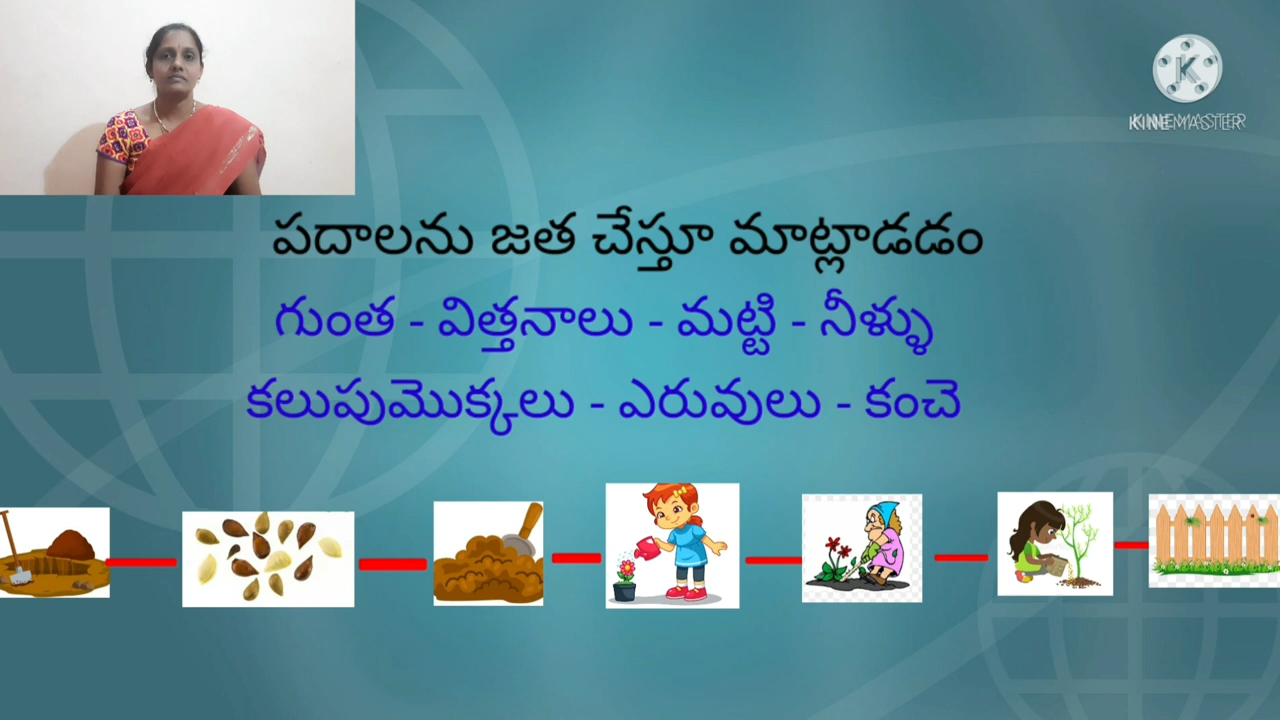 K
KINEMASTER
పదాలను జత చేస్తూ మాట్లాడడం
గుంత - విత్తనాలు - మట్టి - నీళ్ళు
కలుపుమొక్కలు - ఎరువులు - కంచె